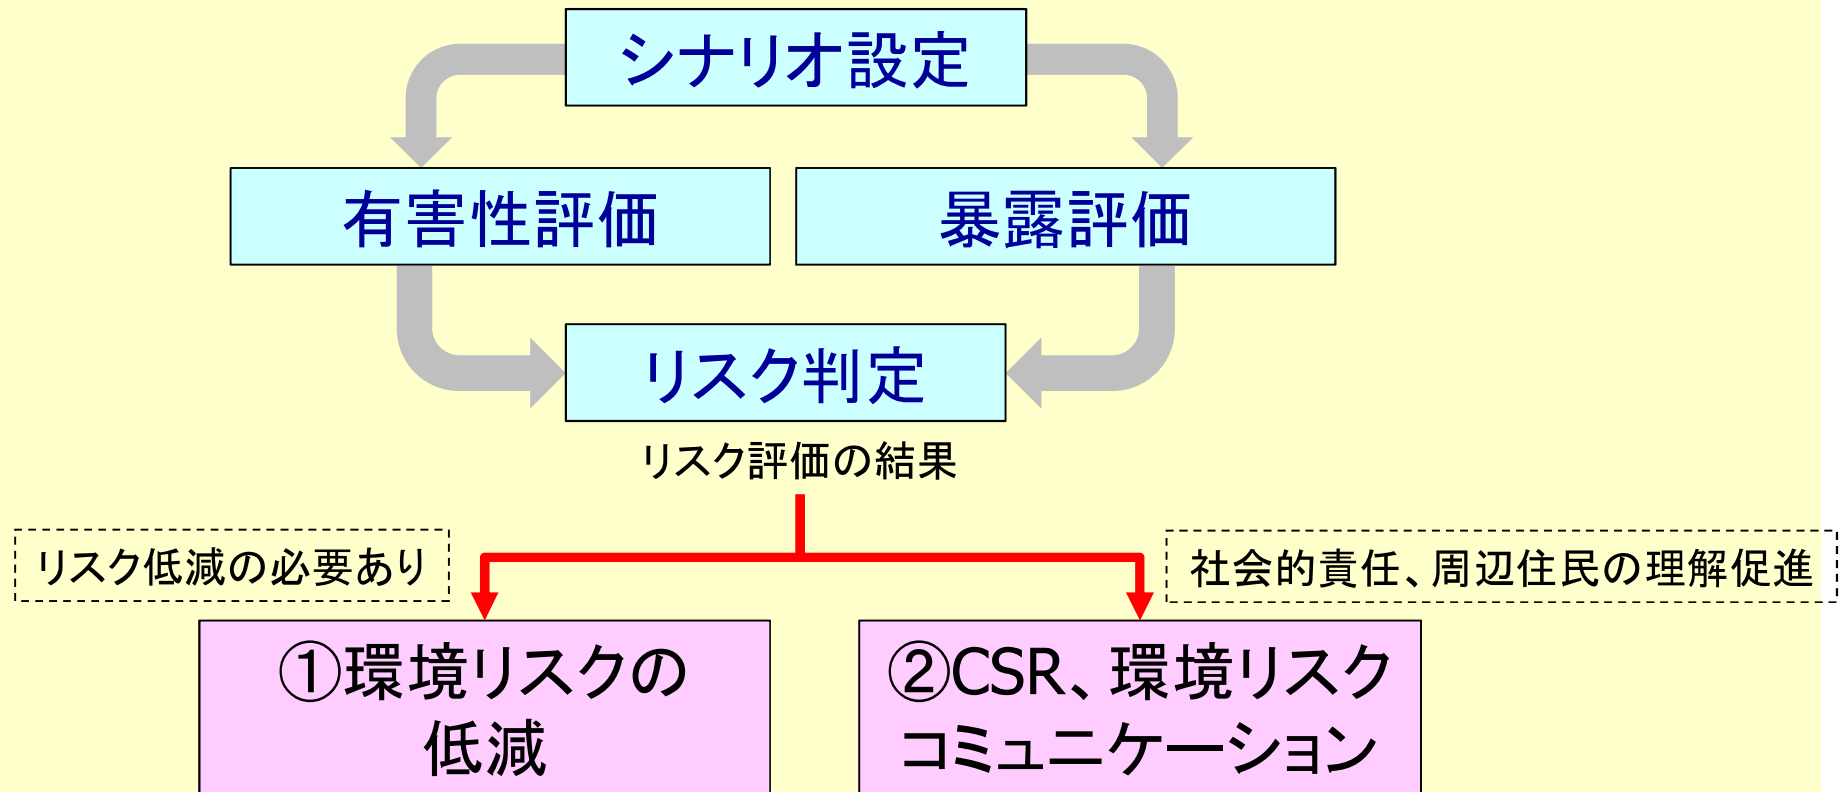 シナリオ設定
有害性評価
暴露評価
リスク判定
リスク評価の結果
リスク低減の必要あり
社会的責任、周辺住民の理解促進
①環境リスクの
低減
②CSR、環境リスク
コミュニケーション